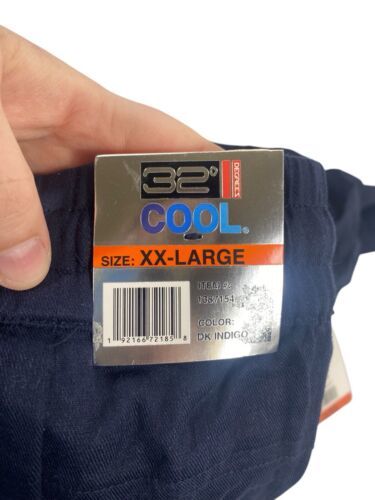 32° DEGREES
COOL®
SIZE: XX-LARGE
ITEM #:
COLOR:
DK INDIGO
1 92166 72185 8